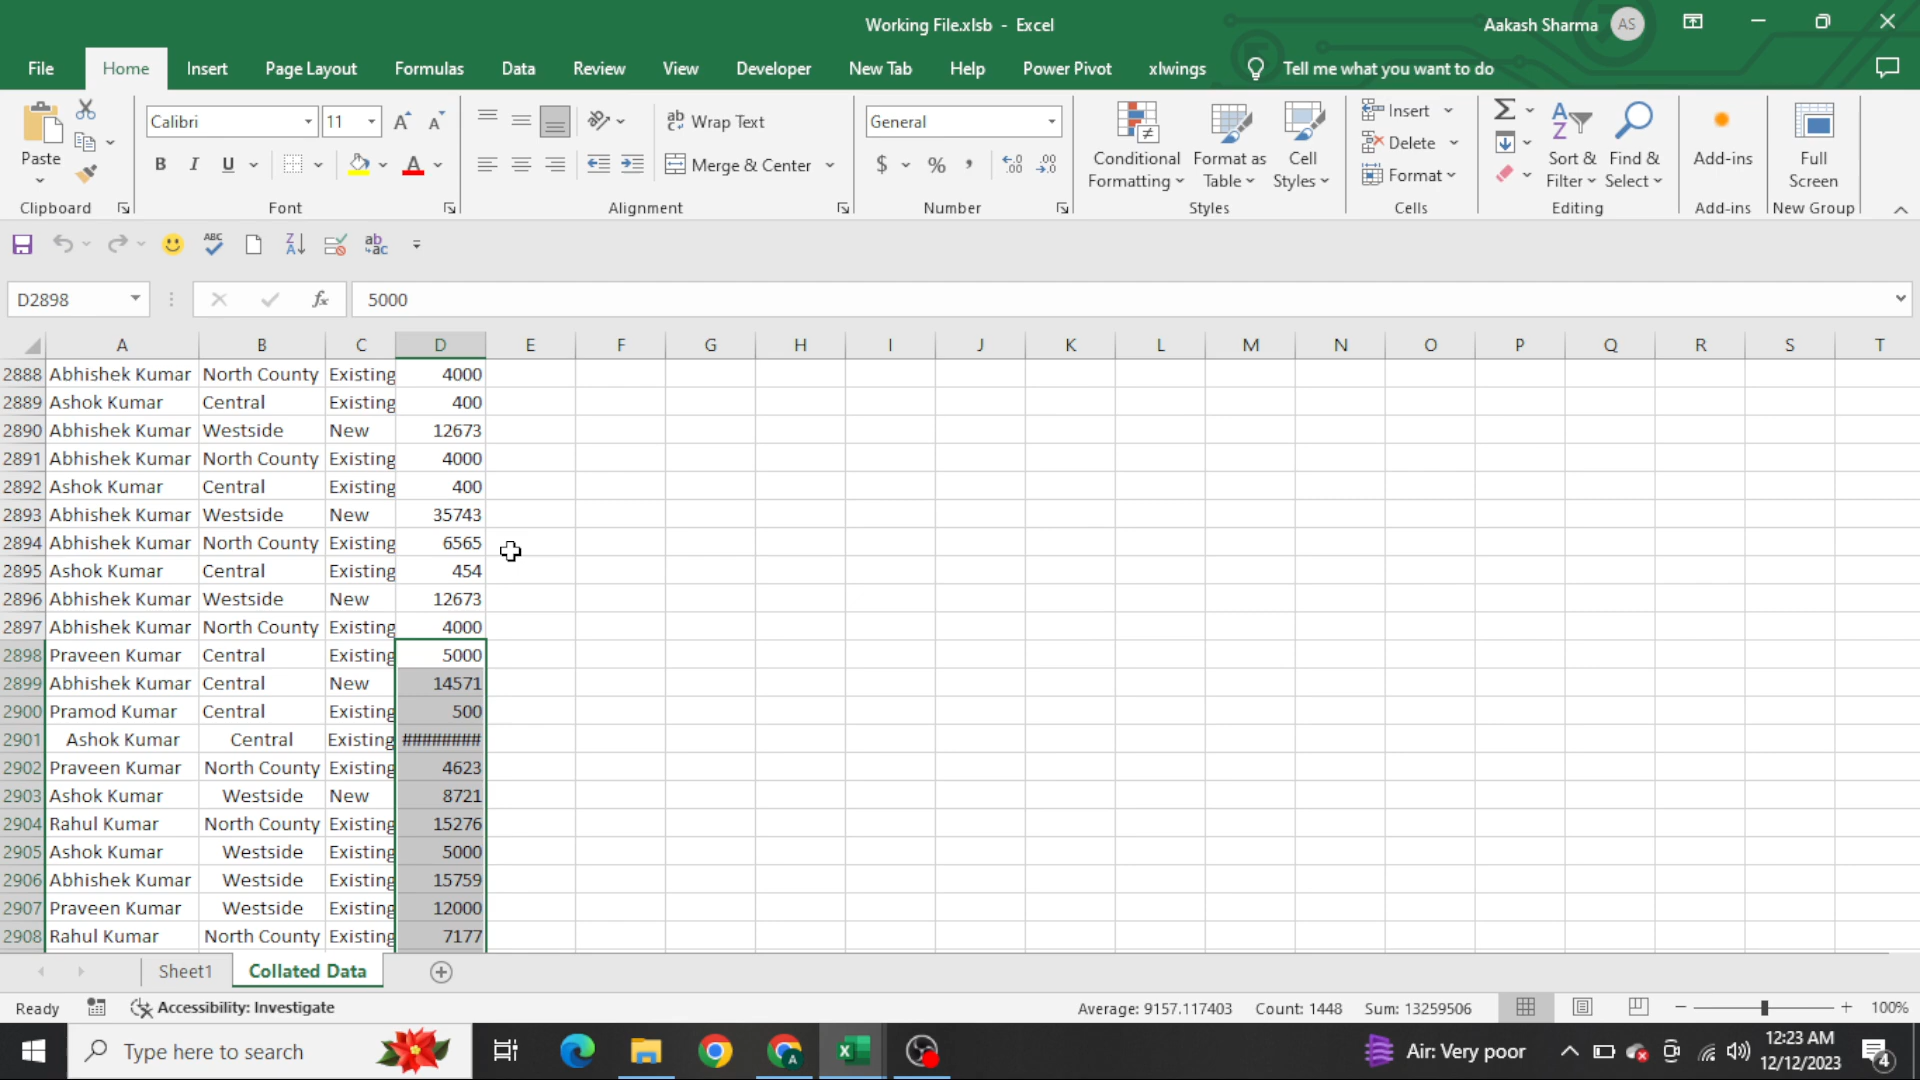 Working File.xlsb - Excel
Aakash Sharma AS
File Home Insert Page Layout Formulas Data Review View Developer New Tab Help Power Pivot xlwings Tell me what you want to do
Paste
Calibri 11
Wrap Text
General
Conditional Formatting
Format as Table
Cell Styles
Insert
Delete
Format
Sort & Filter
Find & Select
Add-ins
Full Screen
B I U
Merge & Center
$ % ,
Clipboard Font Alignment Number Styles Cells Editing Add-ins New Group
D2898 fx 5000
A B C D E F G H I J K L M N O P Q R S T
2888 Abhishek Kumar North County Existing 4000
2889 Ashok Kumar Central Existing 400
2890 Abhishek Kumar Westside New 12673
2891 Abhishek Kumar North County Existing 4000
2892 Ashok Kumar Central Existing 400
2893 Abhishek Kumar Westside New 35743
2894 Abhishek Kumar North County Existing 6565
2895 Ashok Kumar Central Existing 454
2896 Abhishek Kumar Westside New 12673
2897 Abhishek Kumar North County Existing 4000
2898 Praveen Kumar Central Existing 5000
2899 Abhishek Kumar Central New 14571
2900 Pramod Kumar Central Existing 500
2901 Ashok Kumar Central Existing ########
2902 Praveen Kumar North County Existing 4623
2903 Ashok Kumar Westside New 8721
2904 Rahul Kumar North County Existing 15276
2905 Ashok Kumar Westside Existing 5000
2906 Abhishek Kumar Westside Existing 15759
2907 Praveen Kumar Westside Existing 12000
2908 Rahul Kumar North County Existing 7177
Sheet1 Collated Data
Ready Accessibility: Investigate Average: 9157.117403 Count: 1448 Sum: 13259506 100%
Type here to search
Air: Very poor
12:23 AM
12/12/2023
4